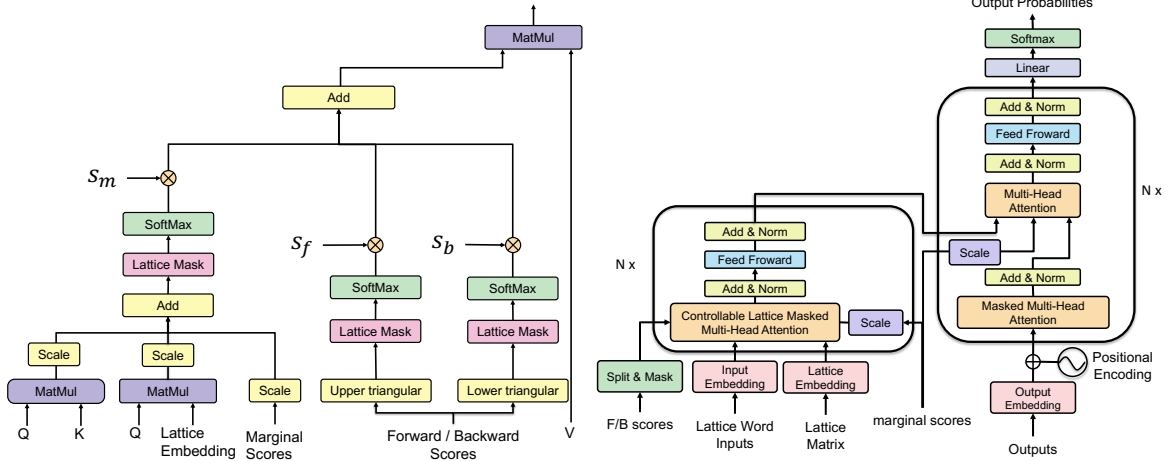 MatMul
Add
Sm
SoftMax
Sf
Sb
Lattice Mask
SoftMax
SoftMax
Add
Lattice Mask
Lattice Mask
Scale
Scale
MatMul
MatMul
Scale
Upper triangular
Lower triangular
Q
K
Q
Lattice
Embedding
Marginal
Scores
Forward / Backward
Scores
V
Output Probabilities
Softmax
Linear
Add & Norm
Feed Froward
Add & Norm
Multi-Head
Attention
N x
Scale
Add & Norm
Masked Multi-Head
Attention
Positional
Encoding
Output
Embedding
Outputs
N x
Add & Norm
Feed Froward
Add & Norm
Controllable Lattice Masked
Multi-Head Attention
Scale
Split & Mask
Input
Embedding
Lattice
Embedding
F/B scores
Lattice Word
Inputs
Lattice
Matrix
marginal scores